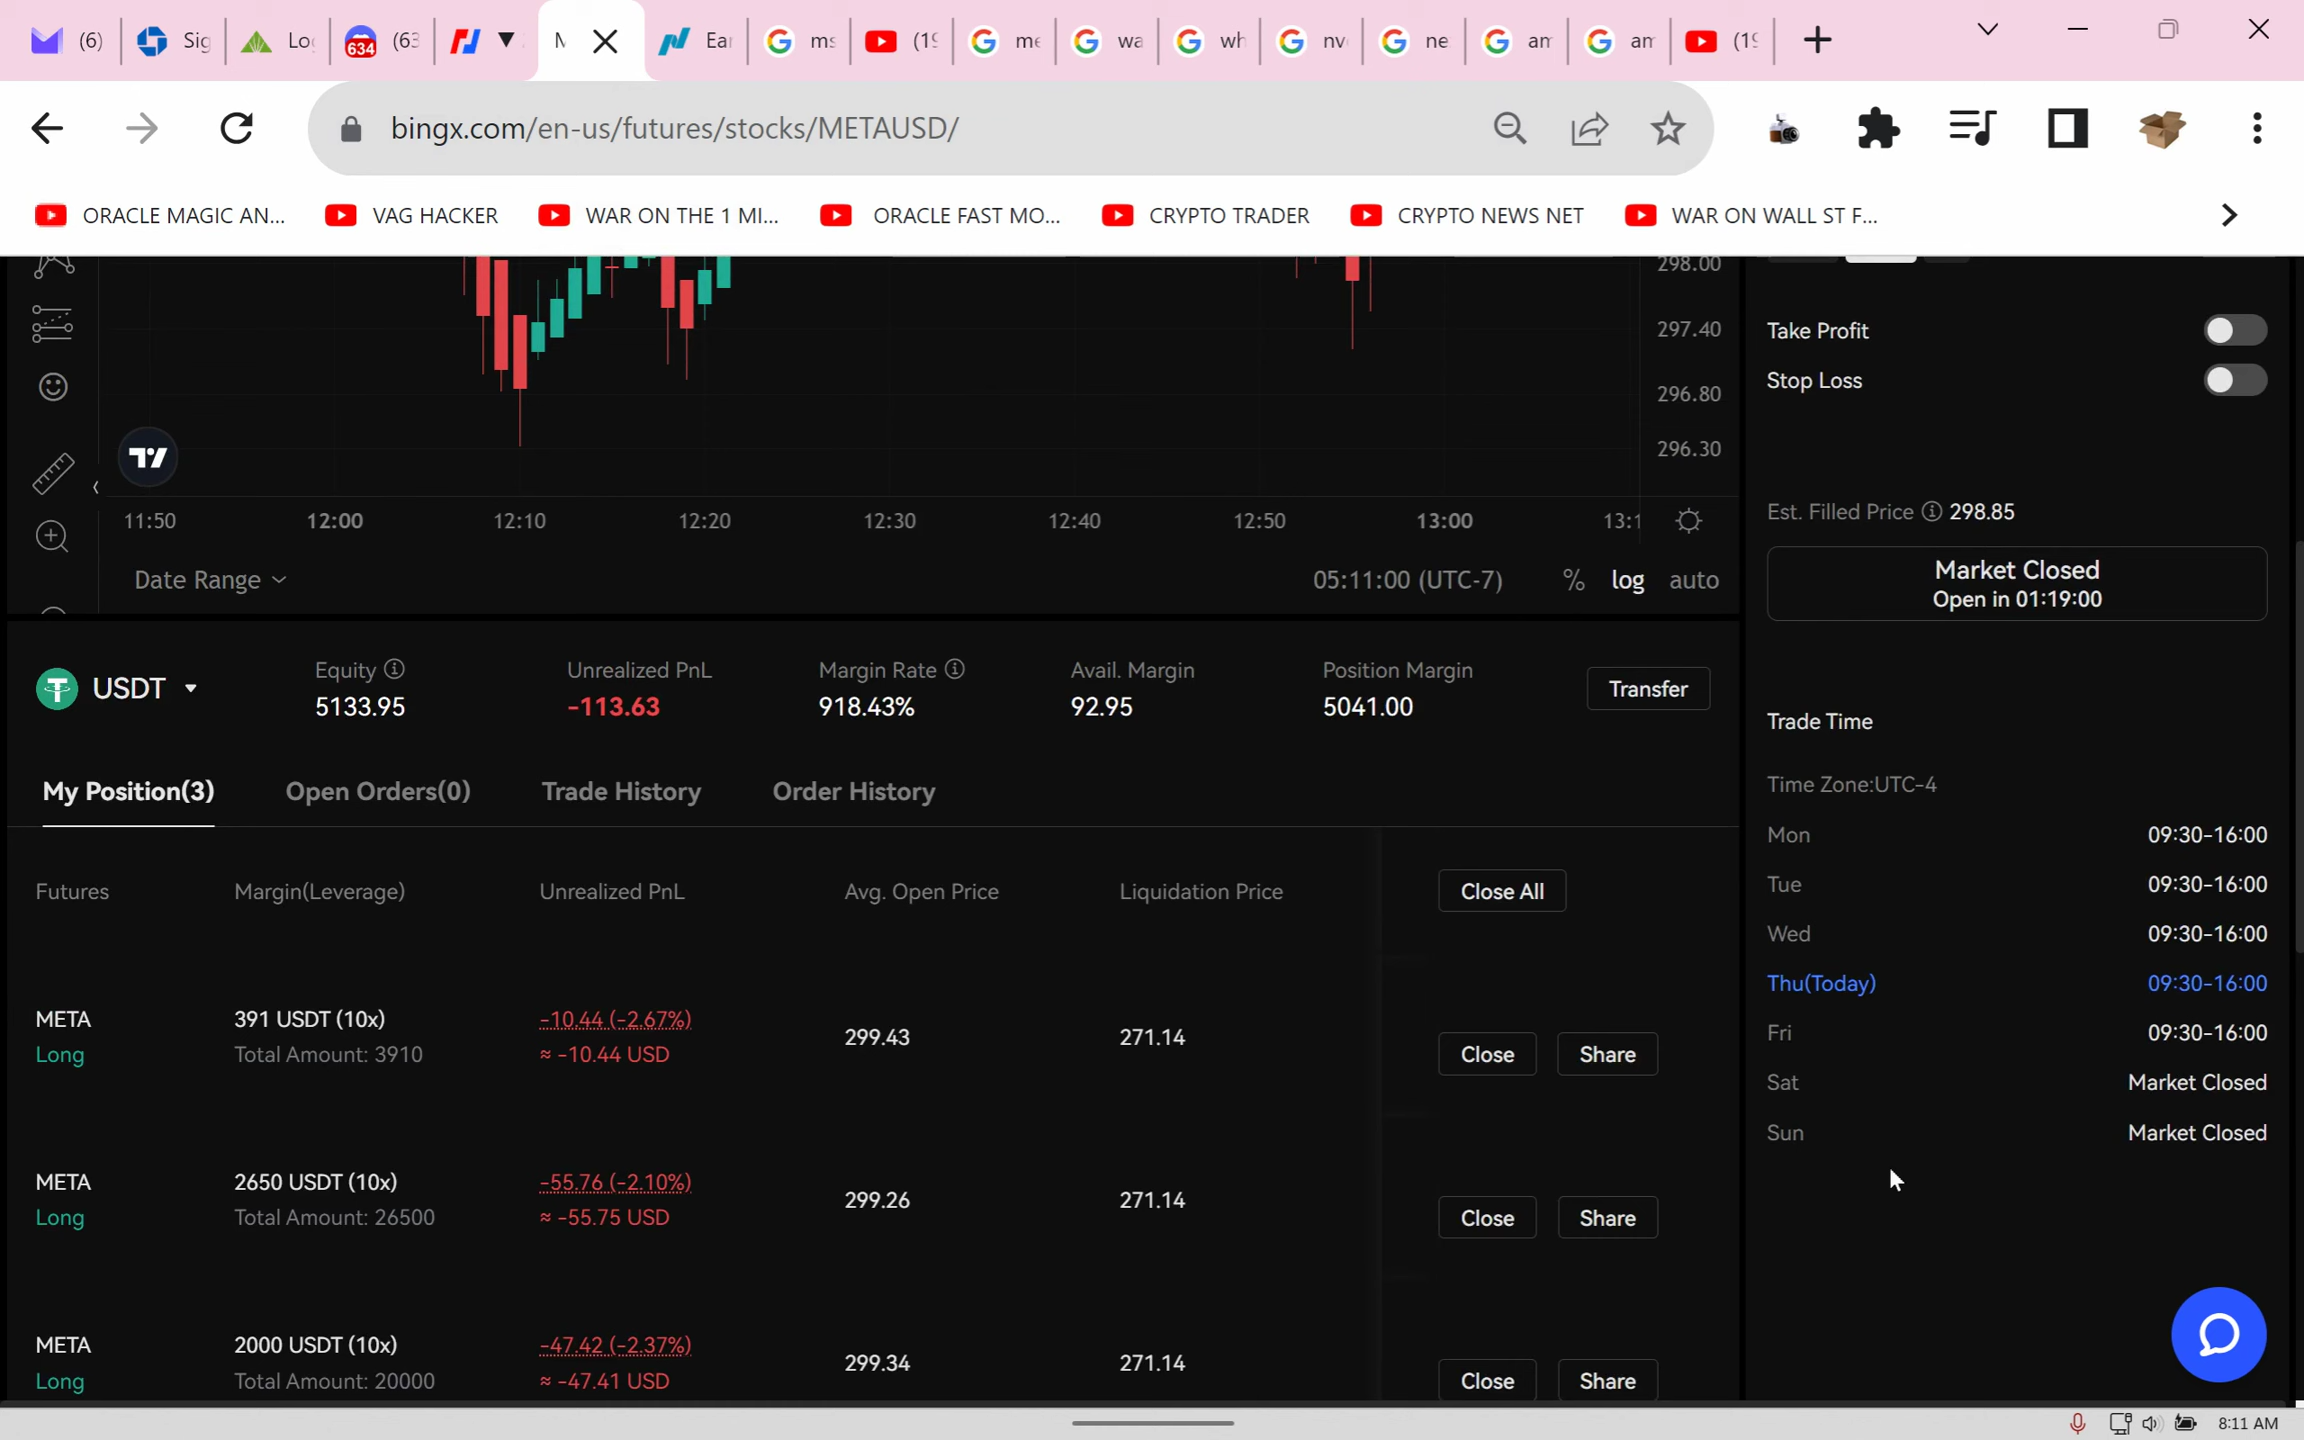 (6)
Sig
Lo
634
(63
▼
M
Ear
ms
(19
me
wa
wh
nv
ne
am
am
(19
bingx.com/en-us/futures/stocks/METAUSD/
ORACLE MAGIC AN...
VAG HACKER
WAR ON THE 1 MI...
ORACLE FAST MO...
CRYPTO TRADER
CRYPTO NEWS NET
WAR ON WALL ST F...
298.00
297.40
296.80
296.30
11:50
12:00
12:10
12:20
12:30
12:40
12:50
13:00
13:1
Date Range
05:11:00 (UTC-7)
%
log
auto
Take Profit
Stop Loss
Est. Filled Price 298.85
Market Closed
Open in 01:19:00
USDT
Equity
5133.95
Unrealized PnL
-113.63
Margin Rate
918.43%
Avail. Margin
92.95
Position Margin
5041.00
Transfer
My Position(3)
Open Orders(0)
Trade History
Order History
Futures
Margin(Leverage)
Unrealized PnL
Avg. Open Price
Liquidation Price
Close All
META
Long
391 USDT (10x)
Total Amount: 3910
-10.44 (-2.67%)
≈ -10.44 USD
299.43
271.14
Close
Share
META
Long
2650 USDT (10x)
Total Amount: 26500
-55.76 (-2.10%)
≈ -55.75 USD
299.26
271.14
Close
Share
META
Long
2000 USDT (10x)
Total Amount: 20000
-47.42 (-2.37%)
≈ -47.41 USD
299.34
271.14
Close
Share
Trade Time
Time Zone:UTC-4
Mon 09:30-16:00
Tue 09:30-16:00
Wed 09:30-16:00
Thu(Today) 09:30-16:00
Fri 09:30-16:00
Sat Market Closed
Sun Market Closed
8:11 AM